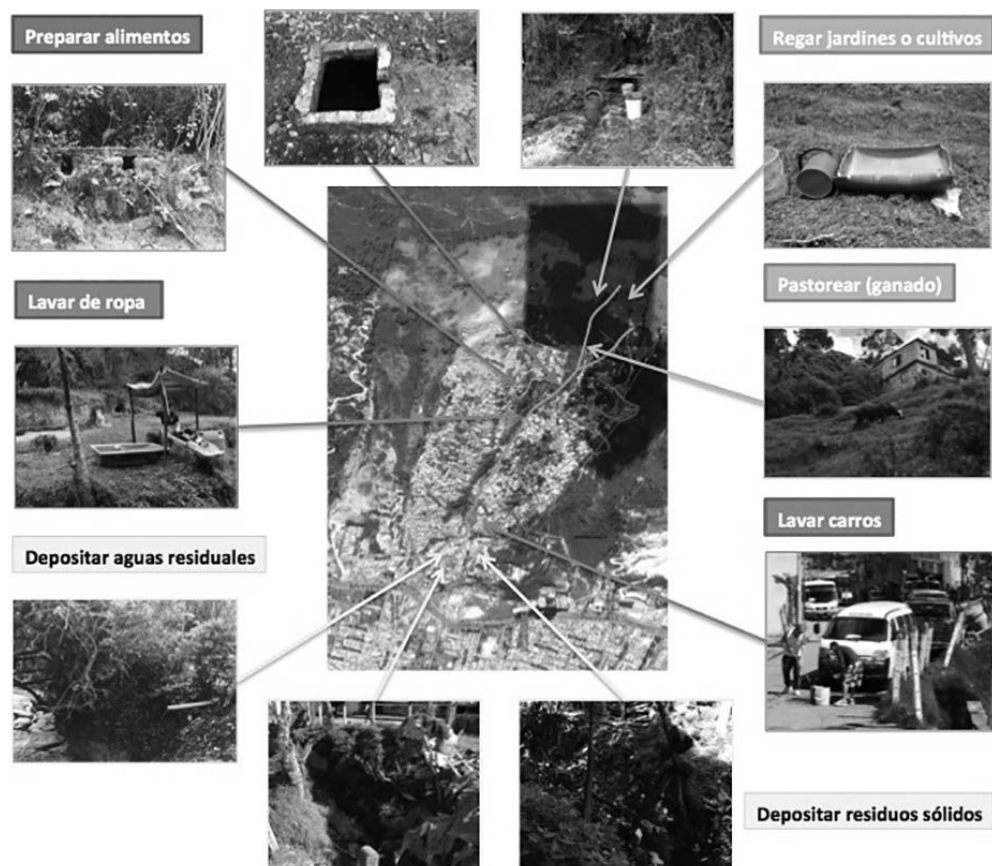 Preparar alimentos
Regar jardines o cultivos
Lavar de ropa
Pastorear (ganado)
Lavar carros
Depositar aguas residuales
Depositar residuos sólidos